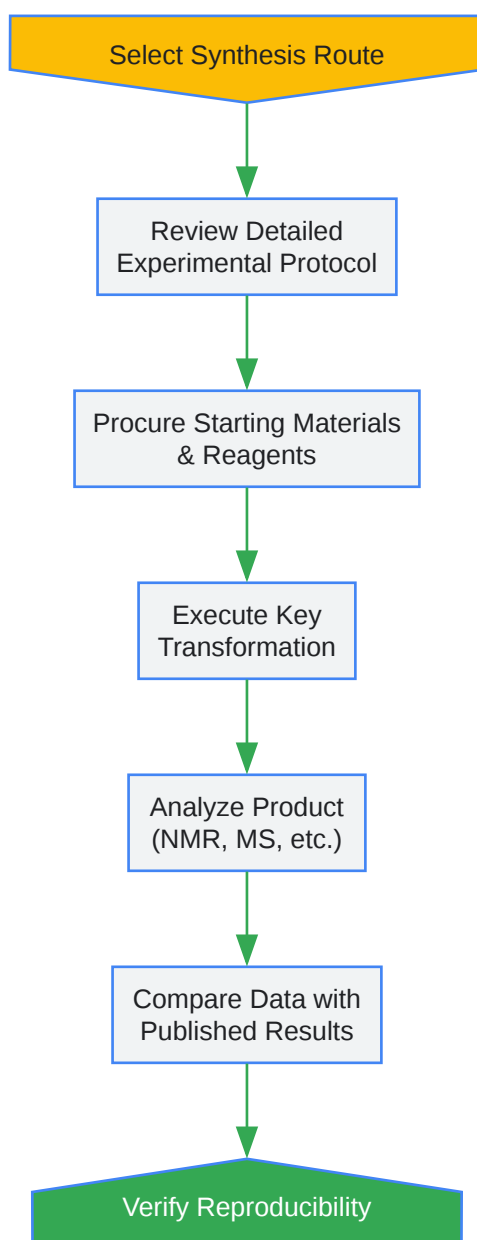 Select Synthesis Route
Review Detailed
Experimental Protocol
Procure Starting Materials
& Reagents
Execute Key
Transformation
Analyze Product
(NMR, MS, etc.)
Compare Data with
Published Results
Verify Reproducibility